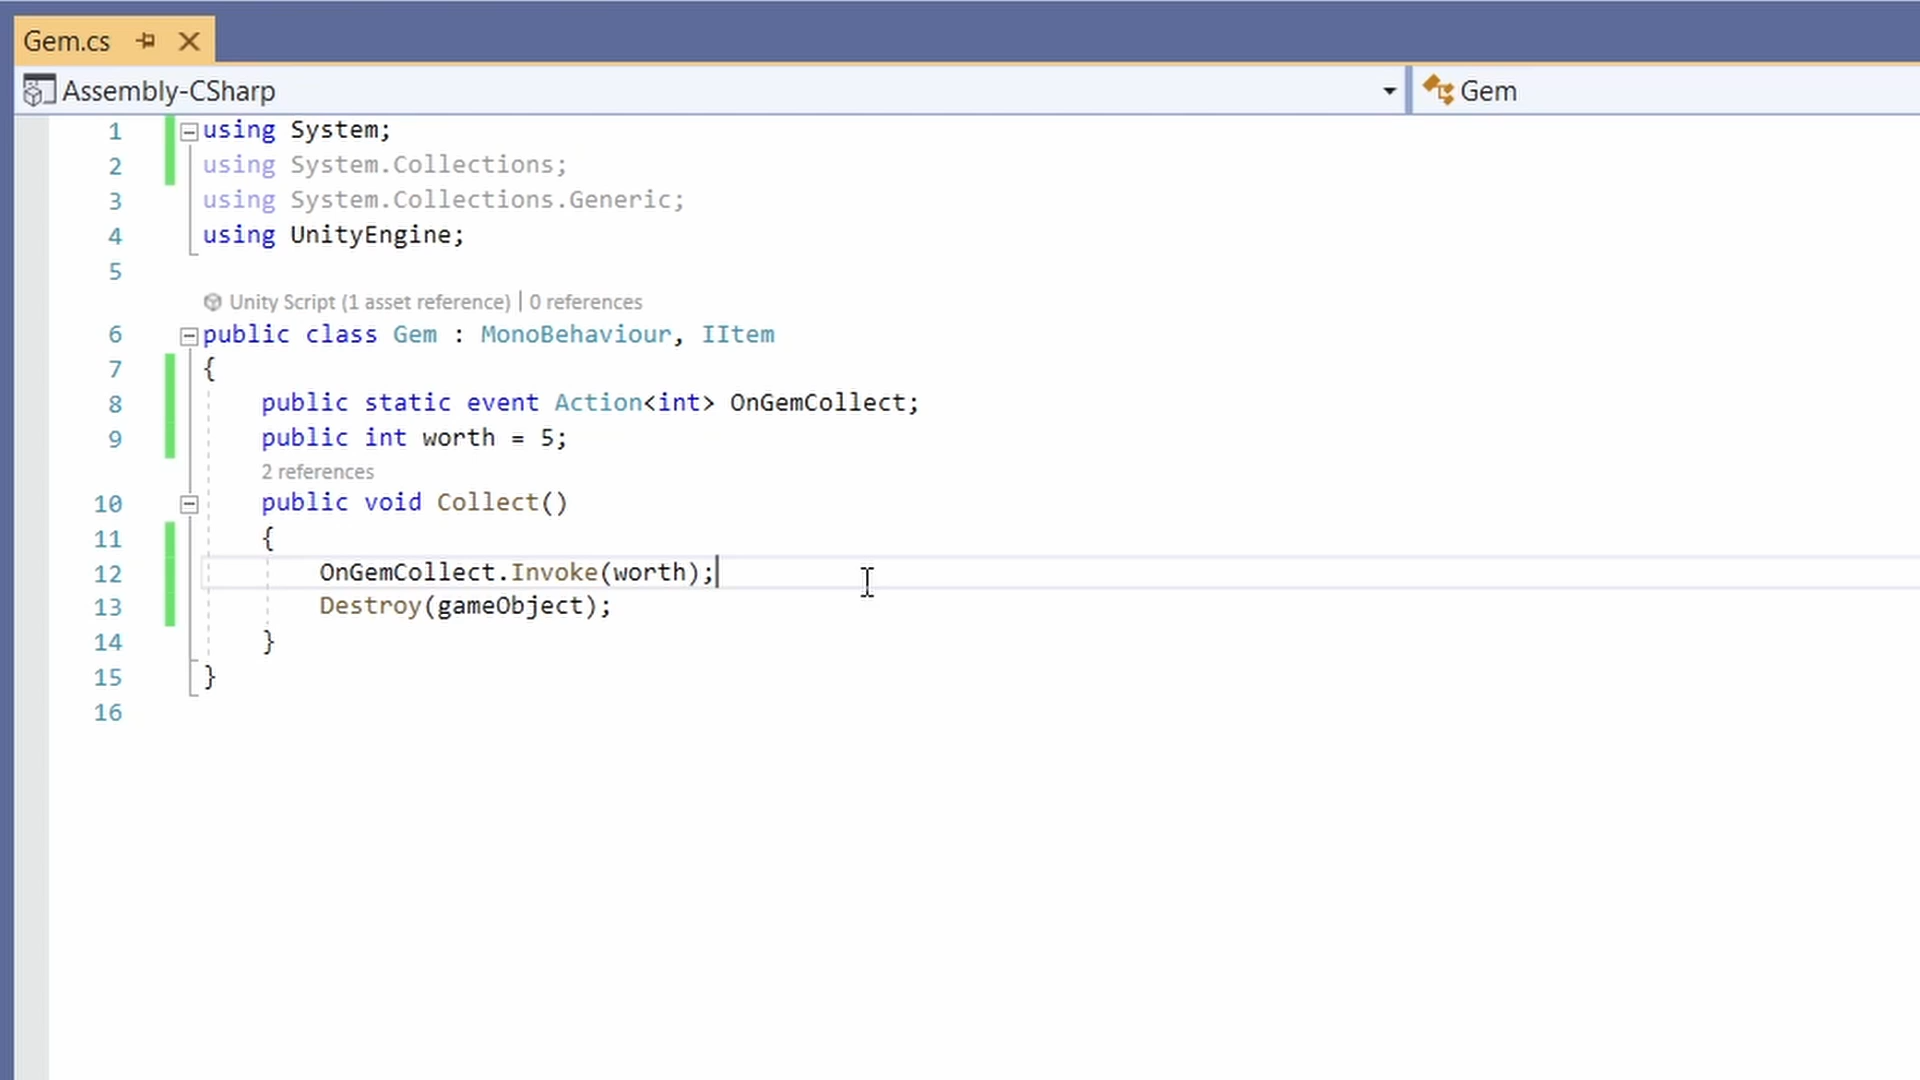 Gem.cs
Assembly-CSharp
Gem
1 using System;
2 using System.Collections;
3 using System.Collections.Generic;
4 using UnityEngine;
5
Unity Script (1 asset reference) | 0 references
6 public class Gem : MonoBehaviour, IItem
7 {
8 public static event Action<int> OnGemCollect;
9 public int worth = 5;
2 references
10 public void Collect()
11 {
12 OnGemCollect.Invoke(worth);
13 Destroy(gameObject);
14 }
15 }
16